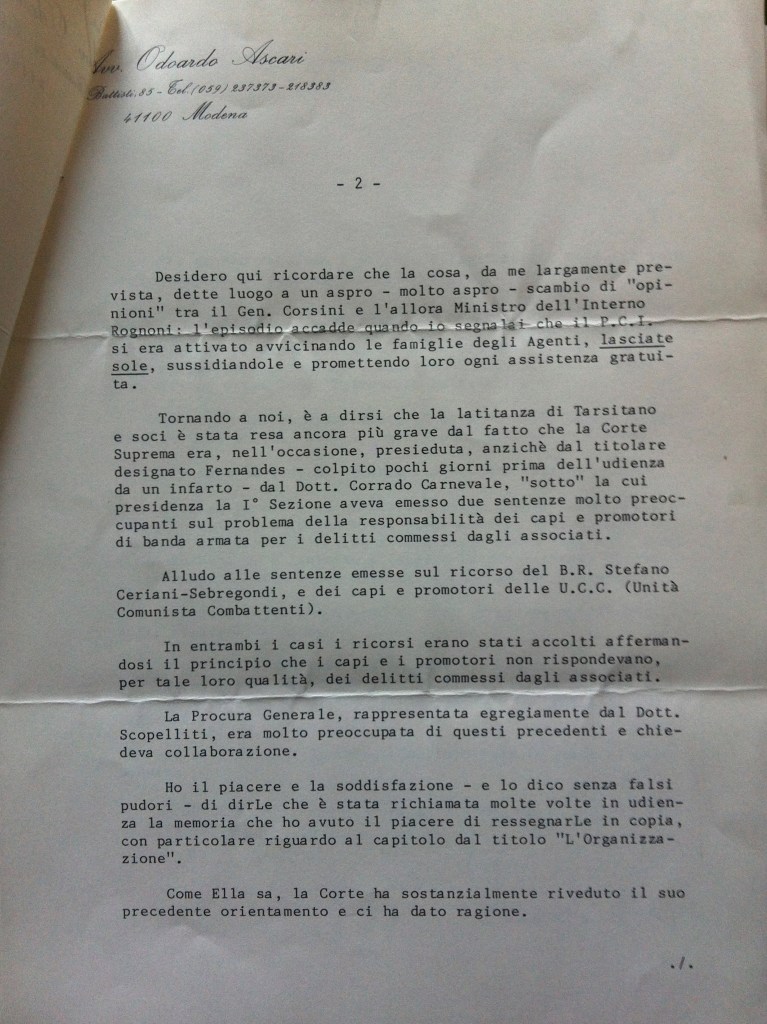 Avv. Odoardo Ascari
Battisti, 85 - Tel. (059) 237373-218383
41100 Modena
- 2 -
Desidero qui ricordare che la cosa, da me largamente pre-
vista, dette luogo a un aspro - molto aspro - scambio di "opi-
nioni" tra il Gen. Corsini e l'allora Ministro dell'Interno
Rognoni: l'episodio accadde quando io segnalai che il P.C.I.
si era attivato avvicinando le famiglie degli Agenti, lasciate
sole, sussidiandole e promettendo loro ogni assistenza gratui-
ta.
Tornando a noi, è a dirsi che la latitanza di Tarsitano
e soci è stata resa ancora più grave dal fatto che la Corte
Suprema era, nell'occasione, presieduta, anzichè dal titolare
designato Fernandes - colpito pochi giorni prima dell'udienza
da un infarto - dal Dott. Corrado Carnevale, "sotto" la cui
presidenza la I° Sezione aveva emesso due sentenze molto preoc-
cupanti sul problema della responsabilità dei capi e promotori
di banda armata per i delitti commessi dagli associati.
Alludo alle sentenze emesse sul ricorso del B.R. Stefano
Ceriani-Sebregondi, e dei capi e promotori delle U.C.C. (Unità
Comunista Combattenti).
In entrambi i casi i ricorsi erano stati accolti afferman-
dosi il principio che i capi e i promotori non rispondevano,
per tale loro qualità, dei delitti commessi dagli associati.
La Procura Generale, rappresentata egregiamente dal Dott.
Scopelliti, era molto preoccupata di questi precedenti e chie-
deva collaborazione.
Ho il piacere e la soddisfazione - e lo dico senza falsi
pudori - di dirLe che è stata richiamata molte volte in udien-
za la memoria che ho avuto il piacere di ressegnarLe in copia,
con particolare riguardo al capitolo dal titolo "L'Organizza-
zione".
Come Ella sa, la Corte ha sostanzialmente riveduto il suo
precedente orientamento e ci ha dato ragione.
./.